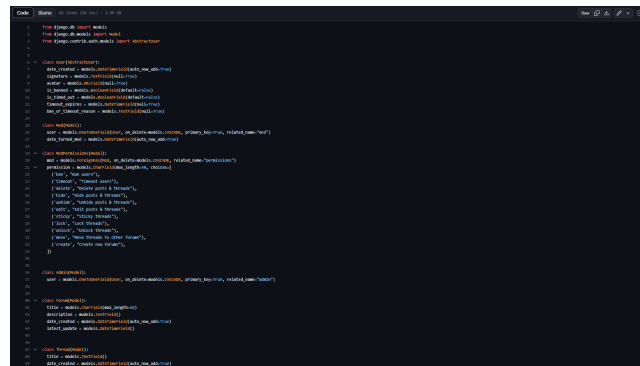 Code Blame
Raw
from django.db import models
from django.db.models import Model
from django.contrib.auth.models import AbstractUser
class User(AbstractUser):
date_created = models.DateTimeField(auto_now_add=True)
signature = models.TextField(null=True)
avatar = models.URLField(null=True)
is_banned = models.BooleanField(default=False)
is_timed_out = models.BooleanField(default=False)
timeout_expires = models.DateTimeField(null=True)
ban_or_timeout_reason = models.TextField(null=True)
class Mod(Model):
user = models.OneToOneField(User, on_delete=models.CASCADE, primary_key=True, related_name="mod")
date_turned_mod = models.DateTimeField(auto_now_add=True)
class ModPermissions(Model):
mod = models.ForeignKey(Mod, on_delete=models.CASCADE, related_name="permissions")
permission = models.CharField(max_length=50, choices=[
("ban", "Ban users"),
("timeout", "Timeout users"),
("delete", "Delete posts & threads"),
("hide", "Hide posts & threads"),
("unhide", "Unhide posts & threads"),
("edit", "Edit posts & threads"),
("sticky", "Sticky threads"),
("lock", "Lock threads"),
("unlock", "Unlock threads"),
("move", "Move threads to other forums"),
("create", "Create new forums"),
])
class Admin(Model):
user = models.OneToOneField(User, on_delete=models.CASCADE, primary_key=True, related_name="admin")
class Forum(Model):
title = models.CharField(max_length=80)
description = models.TextField()
date_created = models.DateTimeField(auto_now_add=True)
latest_update = models.DateTimeField()
class Thread(Model):
title = models.TextField()
date_created = models.DateTimeField(auto_now_add=True)